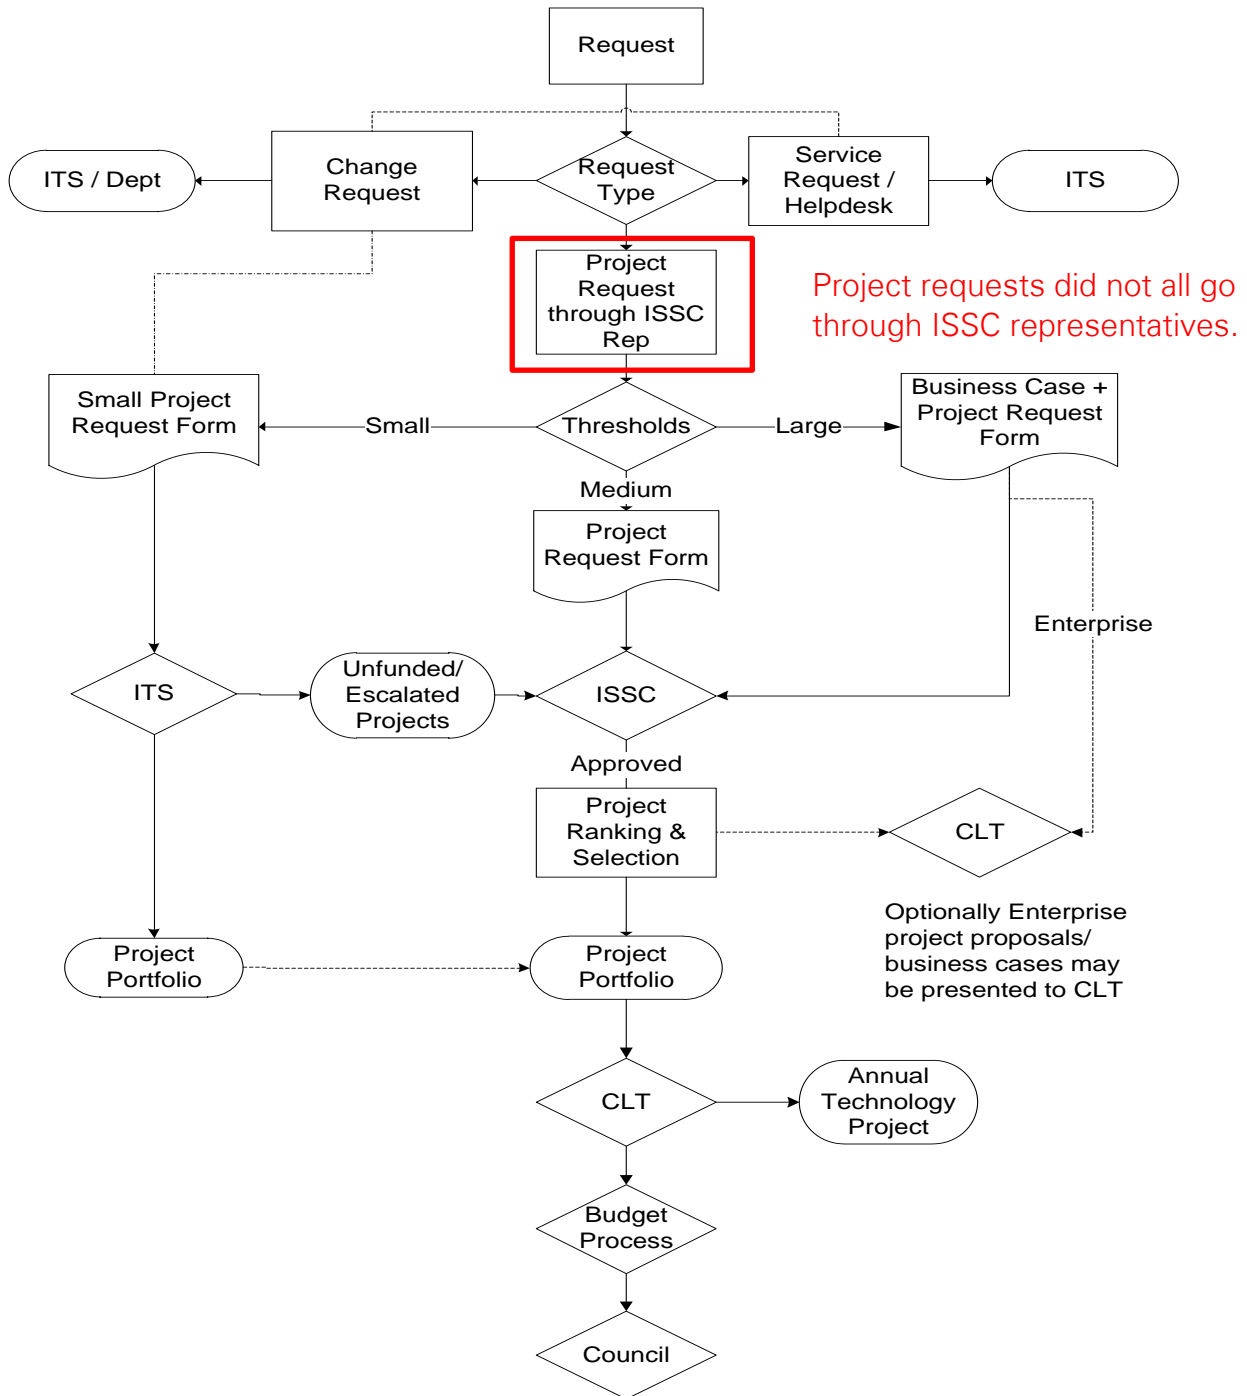 Request
ITS / Dept
Change
Request
Request
Type
Service
Request /
Helpdesk
ITS
Project
Request
through ISSC
Rep
Project requests did not all go
through ISSC representatives.
Small Project
Request Form
Small
Thresholds
Large
Business Case +
Project Request
Form
Medium
Project
Request Form
Enterprise
ITS
Unfunded/
Escalated
Projects
ISSC
Approved
Project
Ranking &
Selection
CLT
Optionally Enterprise
project proposals/
business cases may
be presented to CLT
Project
Portfolio
Project
Portfolio
CLT
Annual
Technology
Project
Budget
Process
Council